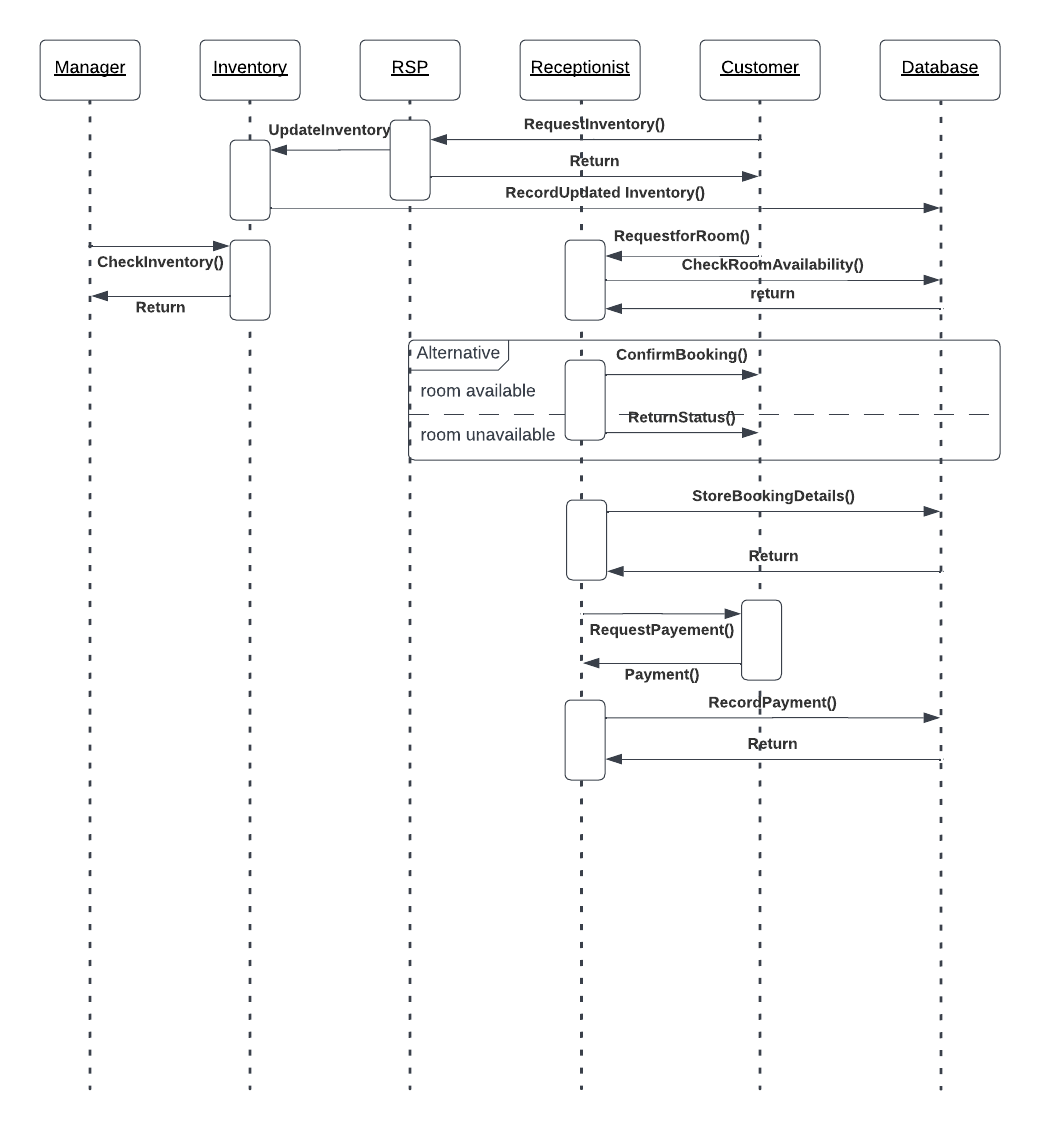 Manager
Inventory
RSP
Receptionist
Customer
Database
UpdateInventory
RequestInventory()
Return
RecordUpdated Inventory()
RequestforRoom()
CheckInventory()
CheckRoomAvailability()
return
Return
Alternative
ConfirmBooking()
room available
ReturnStatus()
room unavailable
StoreBookingDetails()
Return
RequestPayement()
Payment()
RecordPayment()
Return